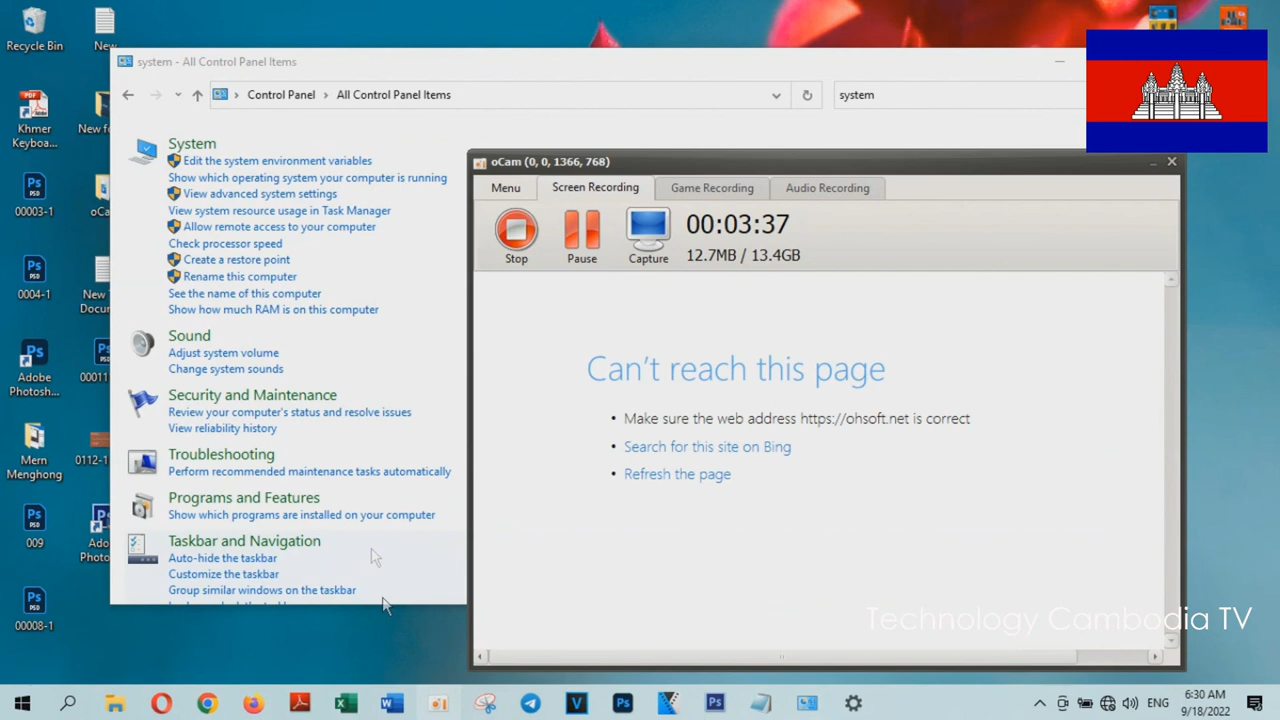 Recycle Bin
New
Khmer
Keyboa...
New fo
00003-1
oCa
0004-1
New
Docum
Adobe
Photosh...
00011
Mern
Menghong
0112-1
009
Adob
Photo
00008-1
system - All Control Panel Items
Control Panel
All Control Panel Items
system
System
Edit the system environment variables
Show which operating system your computer is running
View advanced system settings
View system resource usage in Task Manager
Allow remote access to your computer
Check processor speed
Create a restore point
Rename this computer
See the name of this computer
Show how much RAM is on this computer
Sound
Adjust system volume
Change system sounds
Security and Maintenance
Review your computer's status and resolve issues
View reliability history
Troubleshooting
Perform recommended maintenance tasks automatically
Programs and Features
Show which programs are installed on your computer
Taskbar and Navigation
Auto-hide the taskbar
Customize the taskbar
Group similar windows on the taskbar
oCam (0, 0, 1366, 768)
Menu Screen Recording Game Recording Audio Recording
Stop Pause Capture
00:03:37
12.7MB / 13.4GB
Can't reach this page
• Make sure the web address https://ohsoft.net is correct
• Search for this site on Bing
• Refresh the page
Technology Cambodia TV
ENG
6:30 AM
9/18/2022